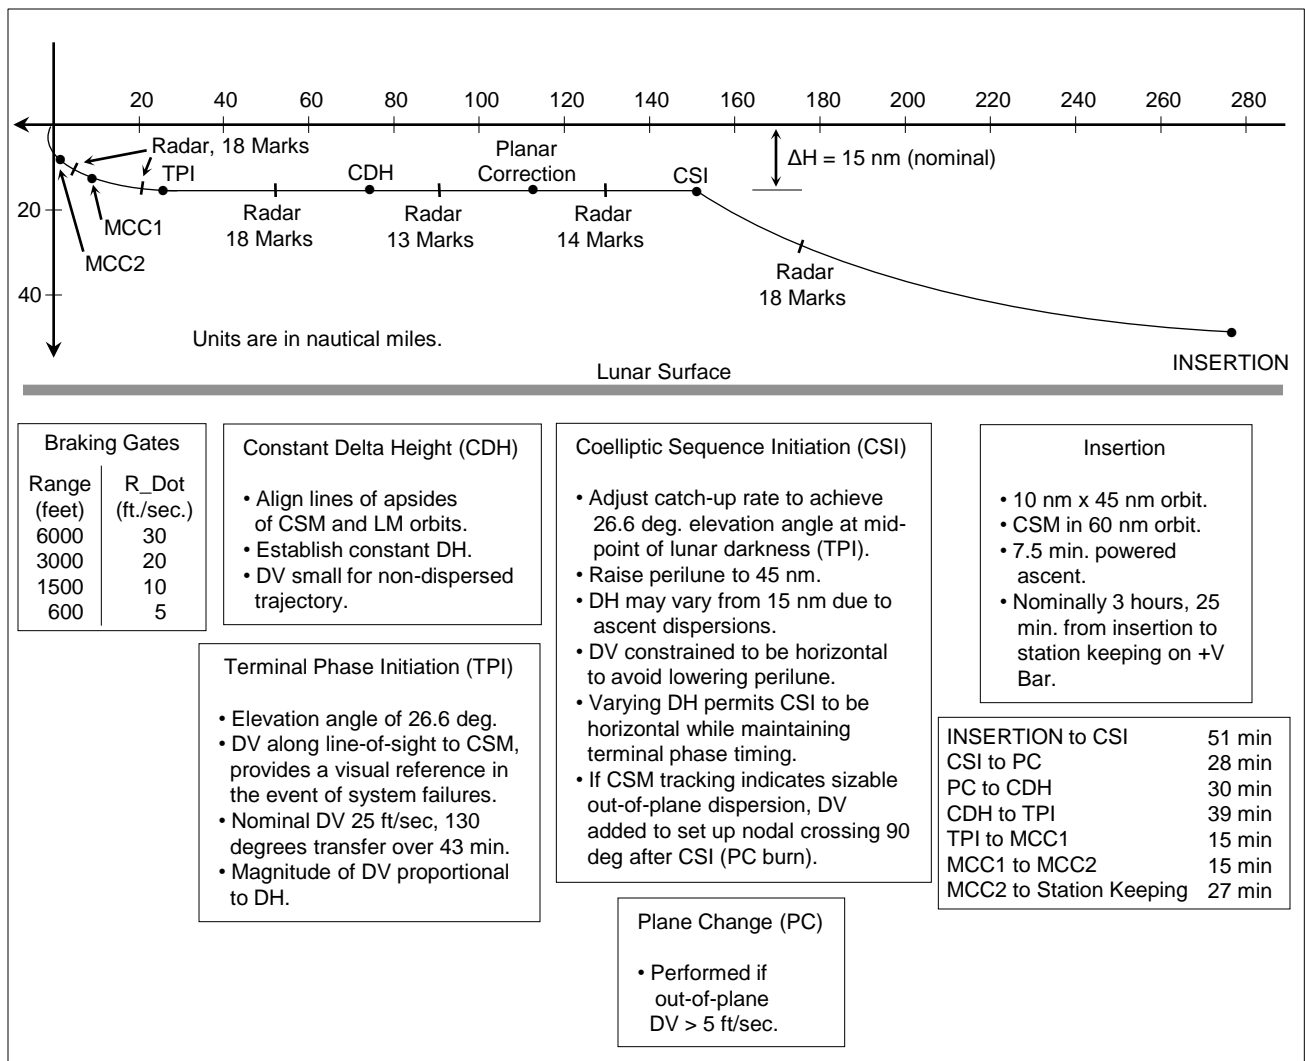 20 40 60 80 100 120 140 160 180 200 220 240 260 280
Radar, 18 Marks
TPI
CDH
Planar
Correction
CSI
ΔH = 15 nm (nominal)
20
MCC1
MCC2
Radar
18 Marks
Radar
13 Marks
Radar
14 Marks
Radar
18 Marks
40
Units are in nautical miles.
INSERTION
Lunar Surface
Braking Gates
Range R_Dot
(feet) (ft./sec.)
6000 30
3000 20
1500 10
600 5
Constant Delta Height (CDH)
• Align lines of apsides
of CSM and LM orbits.
• Establish constant DH.
• DV small for non-dispersed
trajectory.
Terminal Phase Initiation (TPI)
• Elevation angle of 26.6 deg.
• DV along line-of-sight to CSM,
provides a visual reference in
the event of system failures.
• Nominal DV 25 ft/sec, 130
degrees transfer over 43 min.
• Magnitude of DV proportional
to DH.
Coelliptic Sequence Initiation (CSI)
• Adjust catch-up rate to achieve
26.6 deg. elevation angle at mid-
point of lunar darkness (TPI).
• Raise perilune to 45 nm.
• DH may vary from 15 nm due to
ascent dispersions.
• DV constrained to be horizontal
to avoid lowering perilune.
• Varying DH permits CSI to be
horizontal while maintaining
terminal phase timing.
• If CSM tracking indicates sizable
out-of-plane dispersion, DV
added to set up nodal crossing 90
deg after CSI (PC burn).
Plane Change (PC)
• Performed if
out-of-plane
DV > 5 ft/sec.
Insertion
• 10 nm x 45 nm orbit.
• CSM in 60 nm orbit.
• 7.5 min. powered
ascent.
• Nominally 3 hours, 25
min. from insertion to
station keeping on +V
Bar.
INSERTION to CSI 51 min
CSI to PC 28 min
PC to CDH 30 min
CDH to TPI 39 min
TPI to MCC1 15 min
MCC1 to MCC2 15 min
MCC2 to Station Keeping 27 min